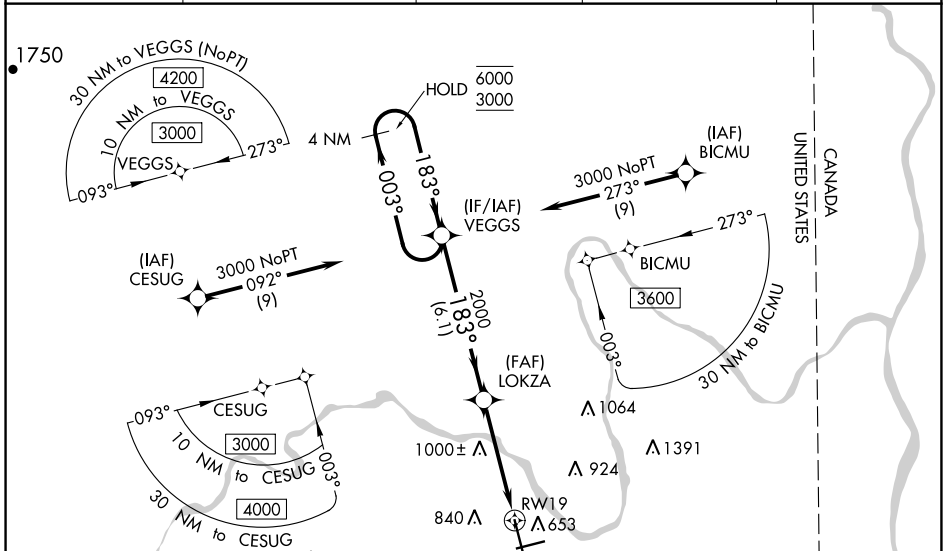 1750
30 NM to VEGGS (NoPT)
4200
10 NM to VEGGS
3000
VEGGS
093°
273°
HOLD
6000
3000
4 NM
183°
003°
(IF/IAF)
VEGGS
(IAF)
BICMU
3000 NoPT
273°
(9)
UNITED STATES
CANADA
(IAF)
CESUG
3000 NoPT
092°
(9)
273°
BICMU
3600
003°
30 NM to BICMU
2000
183°
(6.1)
(FAF)
LOKZA
093°
CESUG
3000
10 NM to CESUG
003°
4000
30 NM to CESUG
1064
1000±
1391
924
RW19
840
653